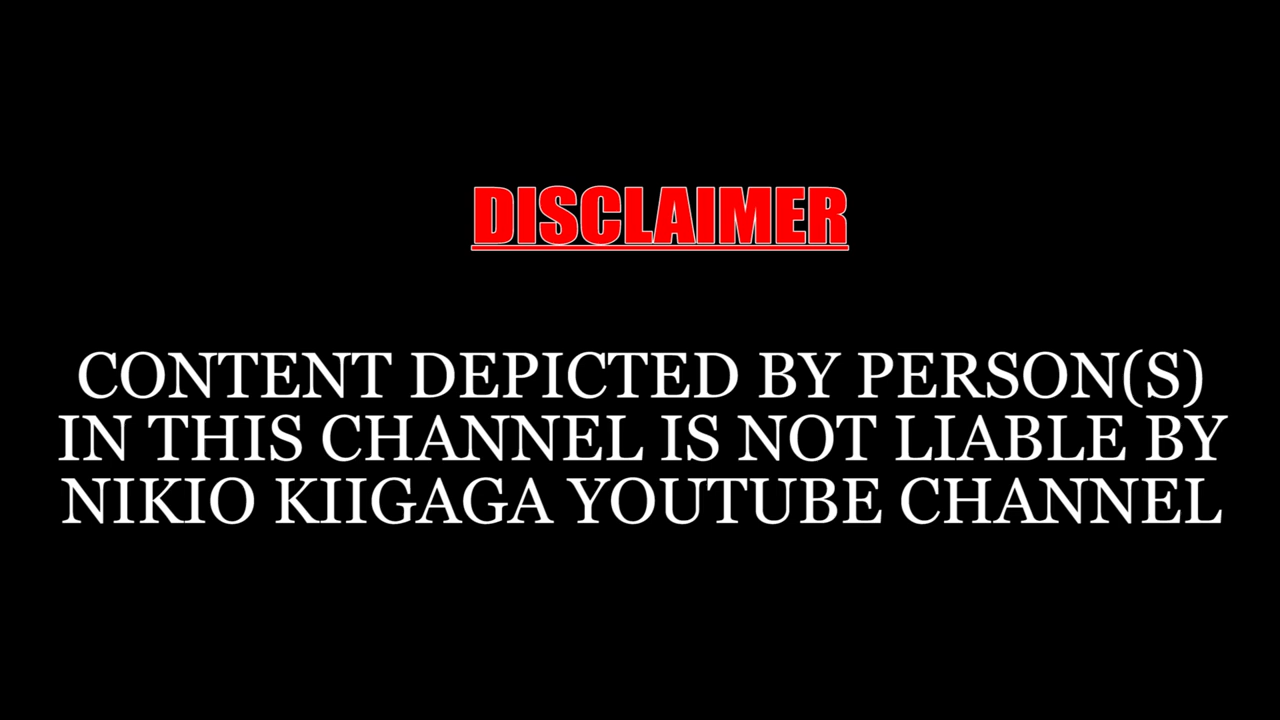 DISCLAIMER
CONTENT DEPICTED BY PERSON(S)
IN THIS CHANNEL IS NOT LIABLE BY
NIKIO KIIGAGA YOUTUBE CHANNEL